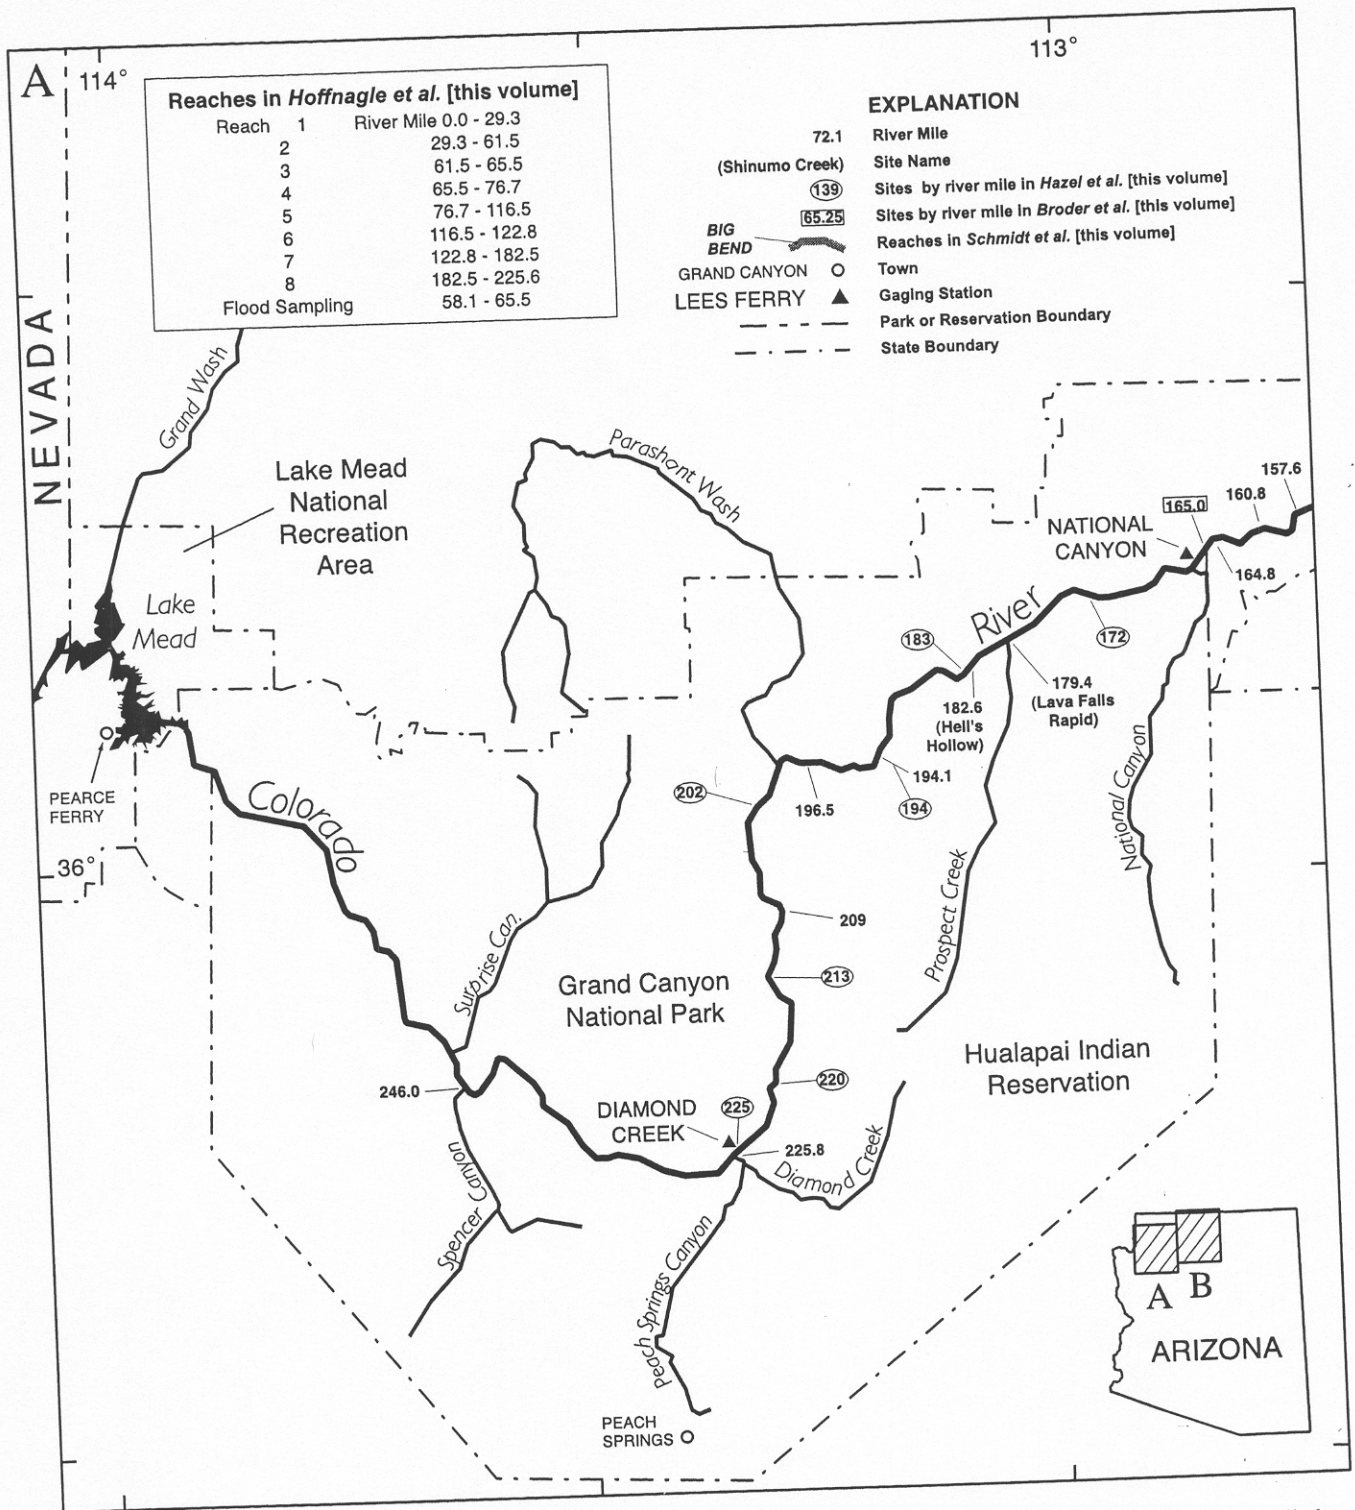 A
114°
113°
Reaches in Hoffnagle et al. [this volume]
Reach 1 River Mile 0.0 - 29.3
2 29.3 - 61.5
3 61.5 - 65.5
4 65.5 - 76.7
5 76.7 - 116.5
6 116.5 - 122.8
7 122.8 - 182.5
8 182.5 - 225.6
Flood Sampling 58.1 - 65.5
EXPLANATION
72.1 River Mile
(Shinumo Creek) Site Name
139 Sites by river mile in Hazel et al. [this volume]
65.25 Sites by river mile in Broder et al. [this volume]
BIG
BEND
Reaches in Schmidt et al. [this volume]
GRAND CANYON Town
LEES FERRY Gaging Station
Park or Reservation Boundary
State Boundary
NEVADA
Grand Wash
Lake Mead
National
Recreation
Area
Parashont Wash
157.6
160.8
165.0
NATIONAL
CANYON
164.8
Lake
Mead
River
172
183
179.4
(Lava Falls
Rapid)
182.6
(Hell's
Hollow)
194.1
194
196.5
202
PEARCE
FERRY
Colorado
36°
National Canyon
Prospect Creek
209
Surprise Can.
213
Grand Canyon
National Park
Hualapai Indian
Reservation
220
246.0
DIAMOND
CREEK
225
225.8
Diamond Creek
Spencer Canyon
Peach Springs Canyon
PEACH
SPRINGS
A
B
ARIZONA